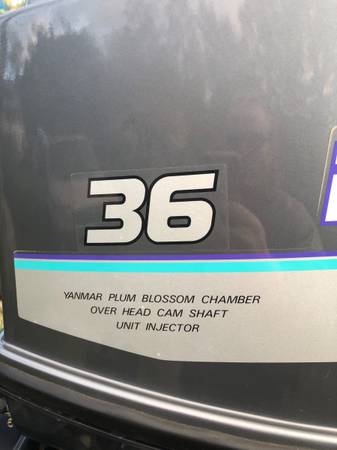 36
YANMAR PLUM BLOSSOM CHAMBER
OVER HEAD CAM SHAFT
UNIT INJECTOR